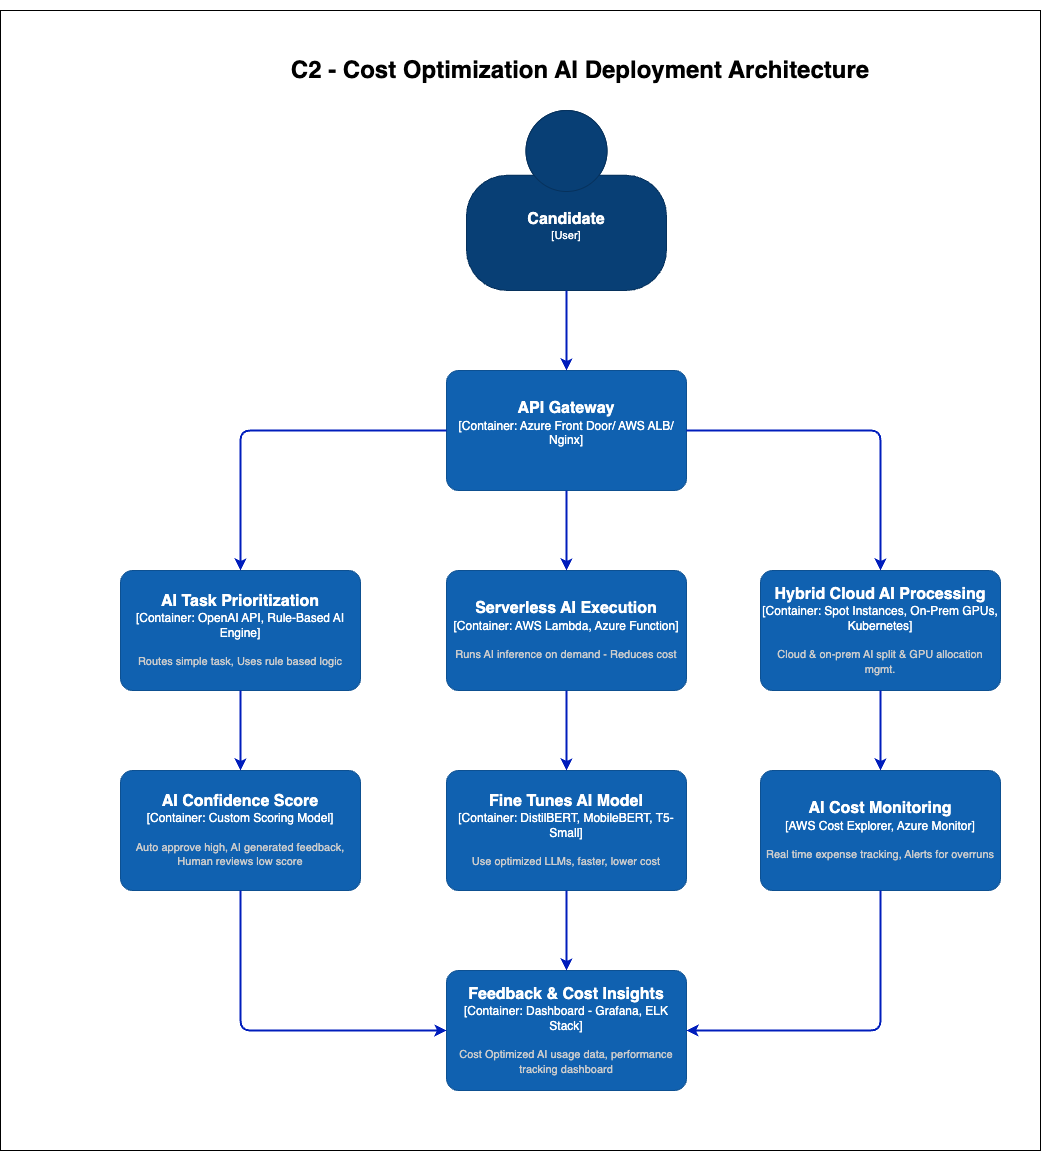 C2 - Cost Optimization AI Deployment Architecture
Candidate
[User]
API Gateway
[Container: Azure Front Door/ AWS ALB/
Nginx]
AI Task Prioritization
[Container: OpenAI API, Rule-Based AI
Engine]
Routes simple task, Uses rule based logic
Serverless AI Execution
[Container: AWS Lambda, Azure Function]
Runs AI inference on demand - Reduces cost
Hybrid Cloud AI Processing
[Container: Spot Instances, On-Prem GPUs,
Kubernetes]
Cloud & on-prem AI split & GPU allocation
mgmt.
AI Confidence Score
[Container: Custom Scoring Model]
Auto approve high, AI generated feedback,
Human reviews low score
Fine Tunes AI Model
[Container: DistilBERT, MobileBERT, T5-
Small]
Use optimized LLMs, faster, lower cost
AI Cost Monitoring
[AWS Cost Explorer, Azure Monitor]
Real time expense tracking, Alerts for overruns
Feedback & Cost Insights
[Container: Dashboard - Grafana, ELK
Stack]
Cost Optimized AI usage data, performance
tracking dashboard